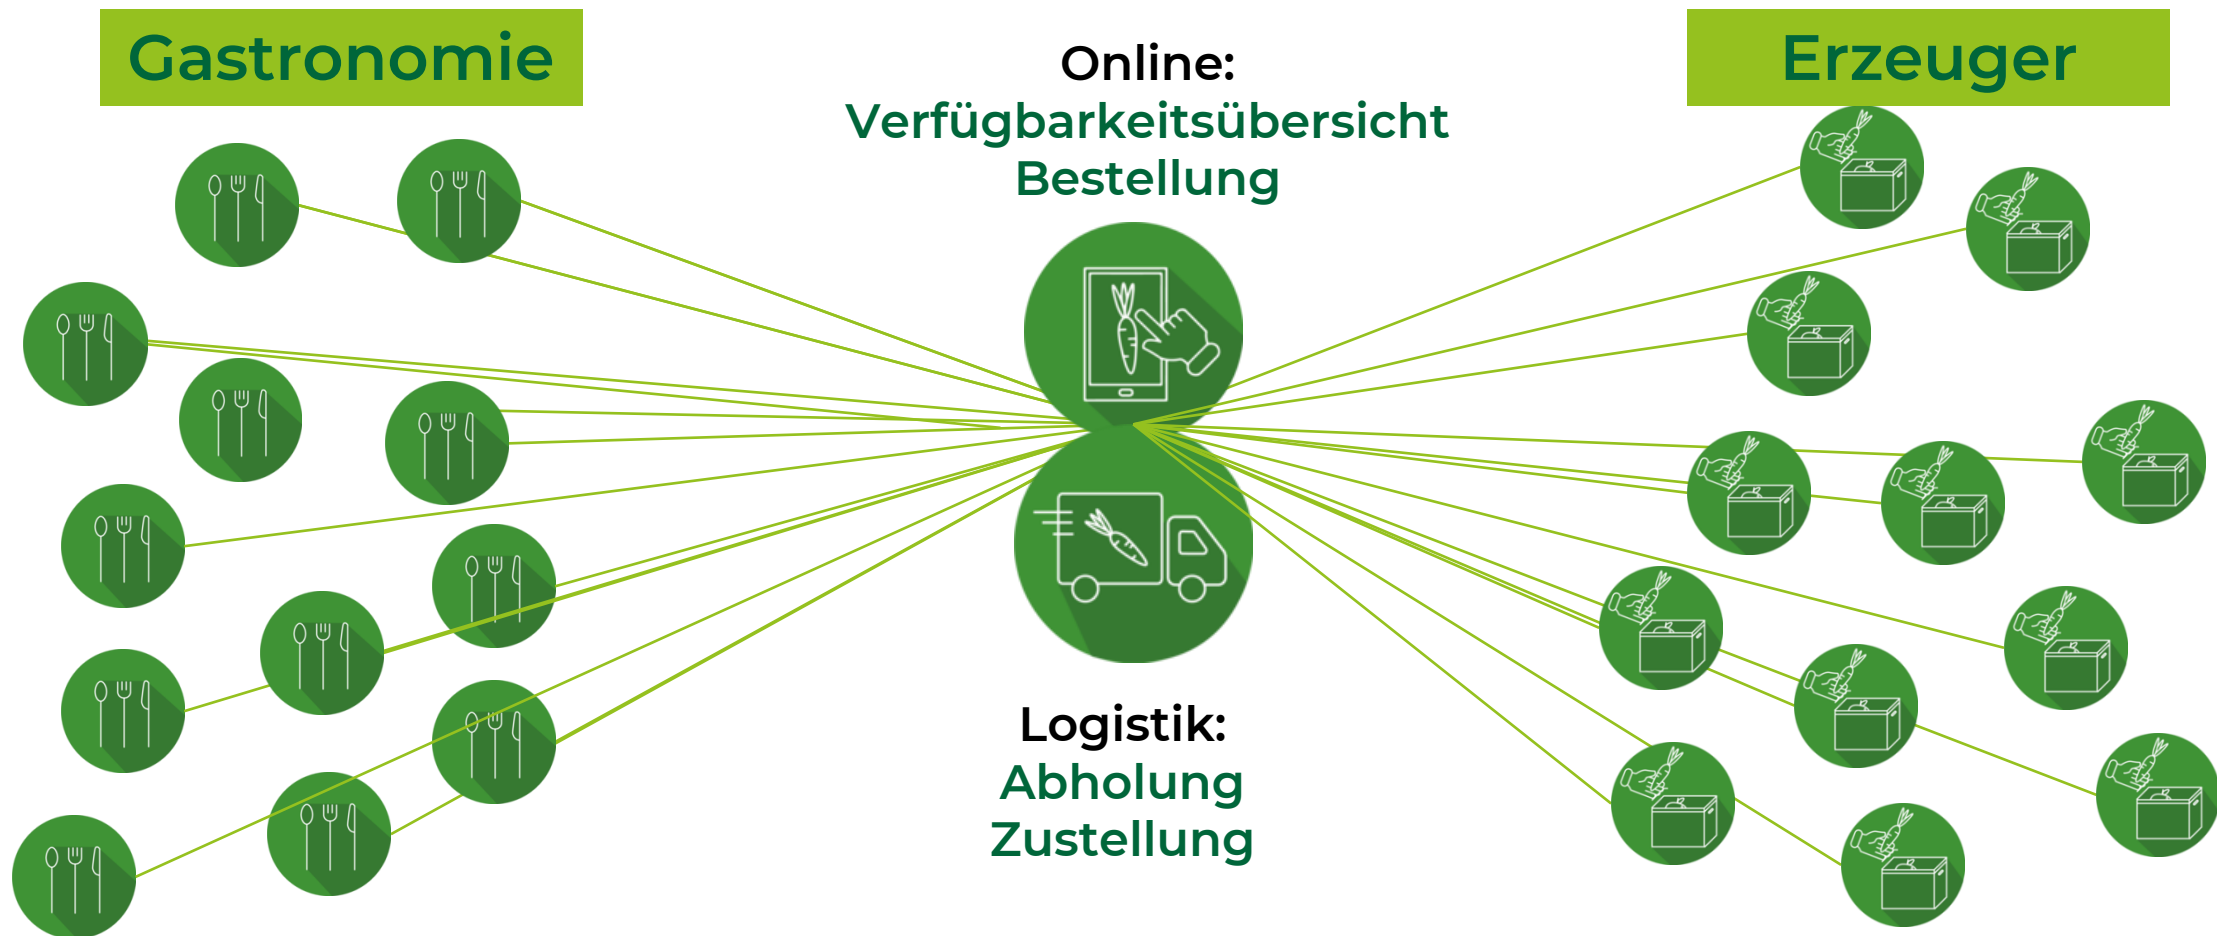 Gastronomie
Online:
Verfügbarkeitsübersicht
Bestellung
Erzeuger
Logistik:
Abholung
Zustellung